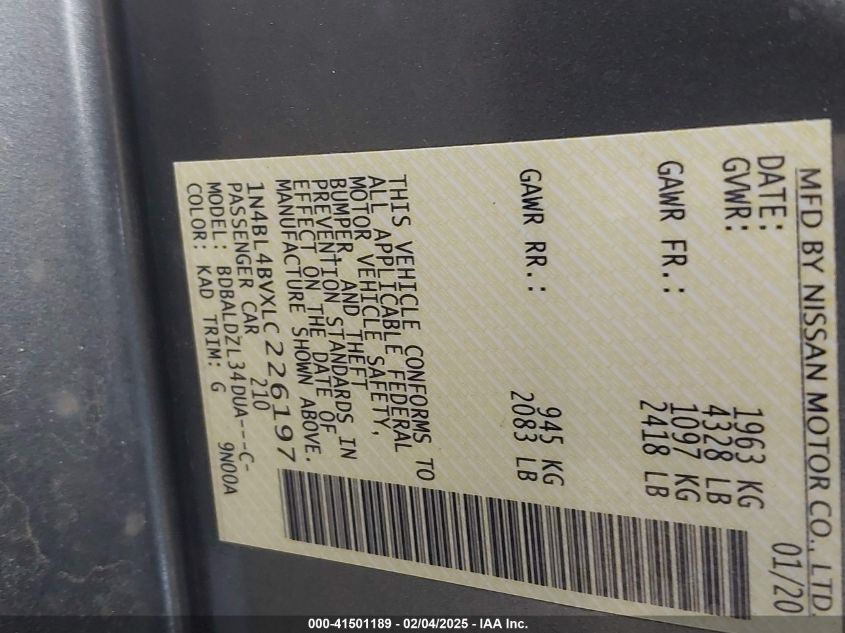 MFD BY NISSAN MOTOR CO., LTD.
DATE: 01/20
GVWR: 1963 KG
4328 LB
GAWR FR.: 1097 KG
2418 LB
GAWR RR.: 945 KG
2083 LB
THIS VEHICLE CONFORMS TO
ALL APPLICABLE FEDERAL
MOTOR VEHICLE SAFETY,
BUMPER, AND THEFT
PREVENTION STANDARDS IN
EFFECT ON THE DATE OF
MANUFACTURE SHOWN ABOVE.
1N4BL4BVXLC226197
PASSENGER CAR 210
MODEL: BDBALDZL34DUA---C-
COLOR: KAD TRIM: G 9N00A
000-41501189 - 02/04/2025 - IAA Inc.